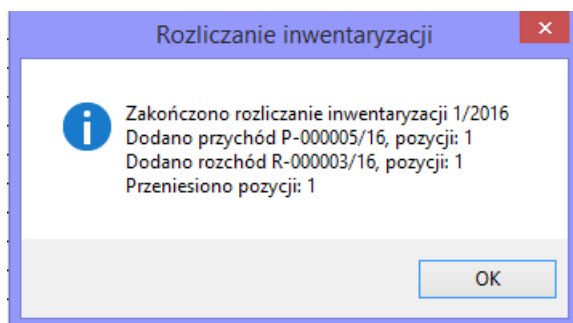 Rozliczanie inwentaryzacji
Zakończono rozliczanie inwentaryzacji 1/2016
Dodano przychód P-000005/16, pozycji: 1
Dodano rozchód R-000003/16, pozycji: 1
Przeniesiono pozycji: 1
OK